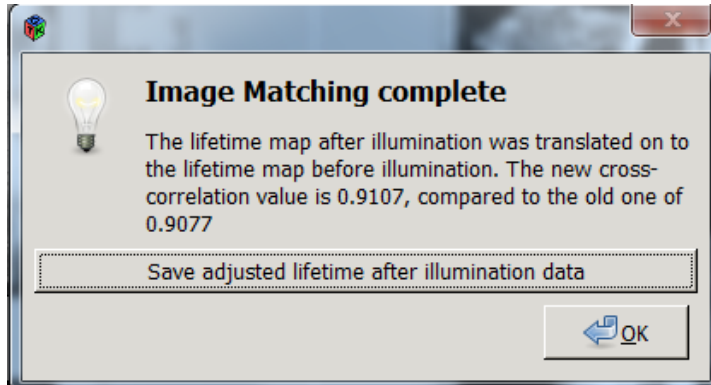 Image Matching complete
The lifetime map after illumination was translated on to
the lifetime map before illumination. The new cross-
correlation value is 0.9107, compared to the old one of
0.9077
Save adjusted lifetime after illumination data
OK